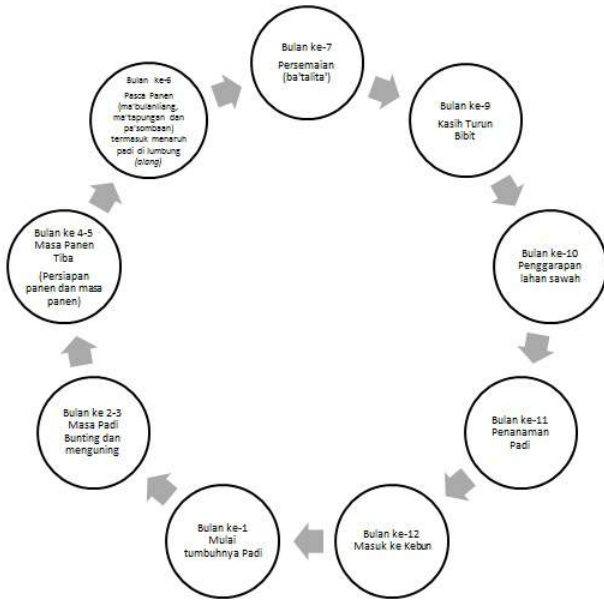 Bulan ke-7
Persemaian
(ba'talita')
Bulan ke-9
Kasih Turun
Bibit
Bulan ke-10
Penggarapan
lahan sawah
Bulan ke-11
Penanaman
Padi
Bulan ke-12
Masuk ke Kebun
Bulan ke-1
Mulai
tumbuhnya Padi
Bulan ke 2-3
Masa Padi
Bunting dan
menguning
Bulan ke 4-5
Masa Panen
Tiba
(Persiapan
panen dan masa
panen)
Bulan ke-6
Pasca Panen
(ma'bulanliang,
ma'tapungan dan
pa'sombaan)
termasuk menaruh
padi di lumbung
(alang)